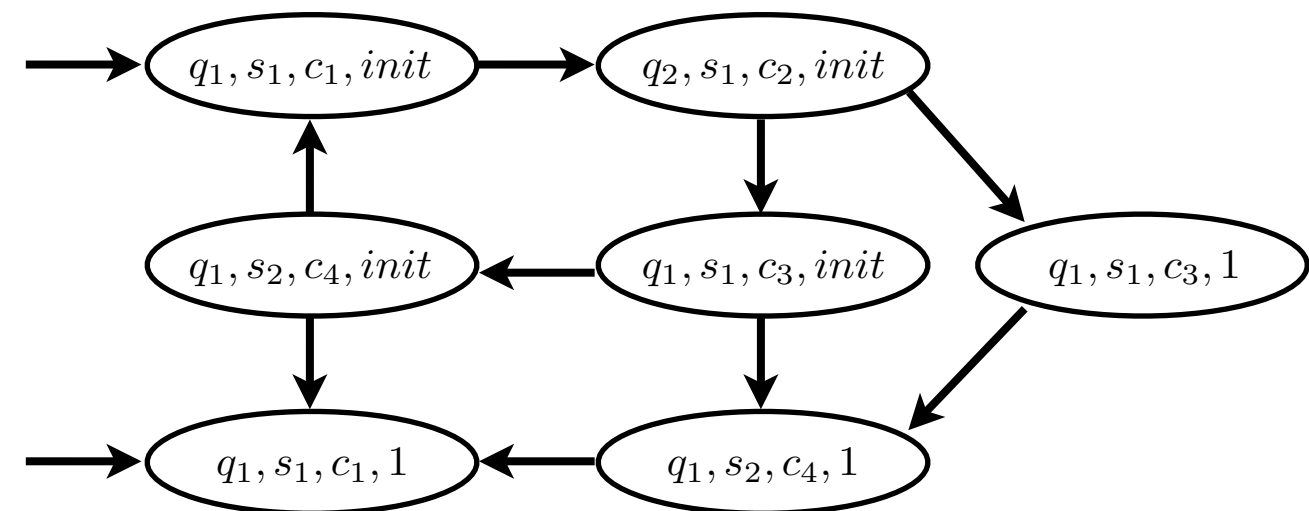 q₁, s₁, c₁, init
q₂, s₁, c₂, init
q₁, s₂, c₄, init
q₁, s₁, c₃, init
q₁, s₁, c₃, 1
q₁, s₁, c₁, 1
q₁, s₂, c₄, 1